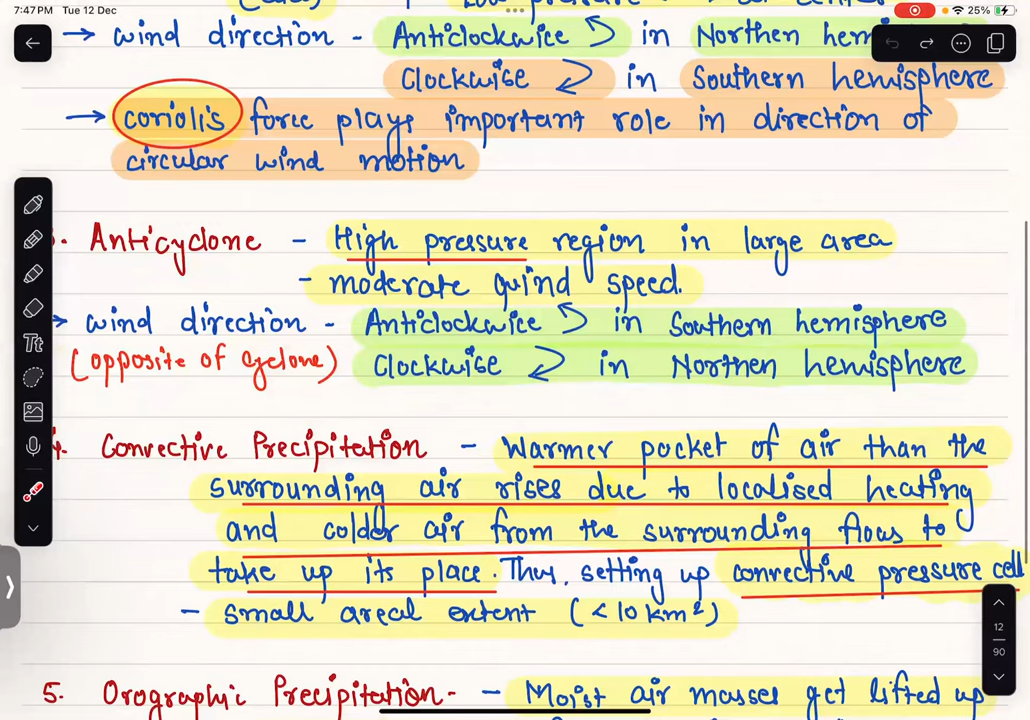 7:47 PM Tue 12 Dec
25%
→ wind direction - Anticlockwice in Northen
Clockwise in Southern hemisphere
→ coriolis force plays important role in direction of
circular wind motion
. Anticyclone - High pressure region in large area
- moderate quind speed.
→ wind direction - Anticlockwice in Southern hemisphere
(opposite of cyclone) Clockwise in Northen hemisphere
4. Convective Precipitation - Warmer pocket of air than the
surrounding air rises due to localised heating
and colder air from the surrounding flows to
take up its place. Thus, setting up convective pressure cell
- small areal extent (<10 km²)
Tt
12
90
5. Orographic Precipitation - - Moist air masses get lifted up